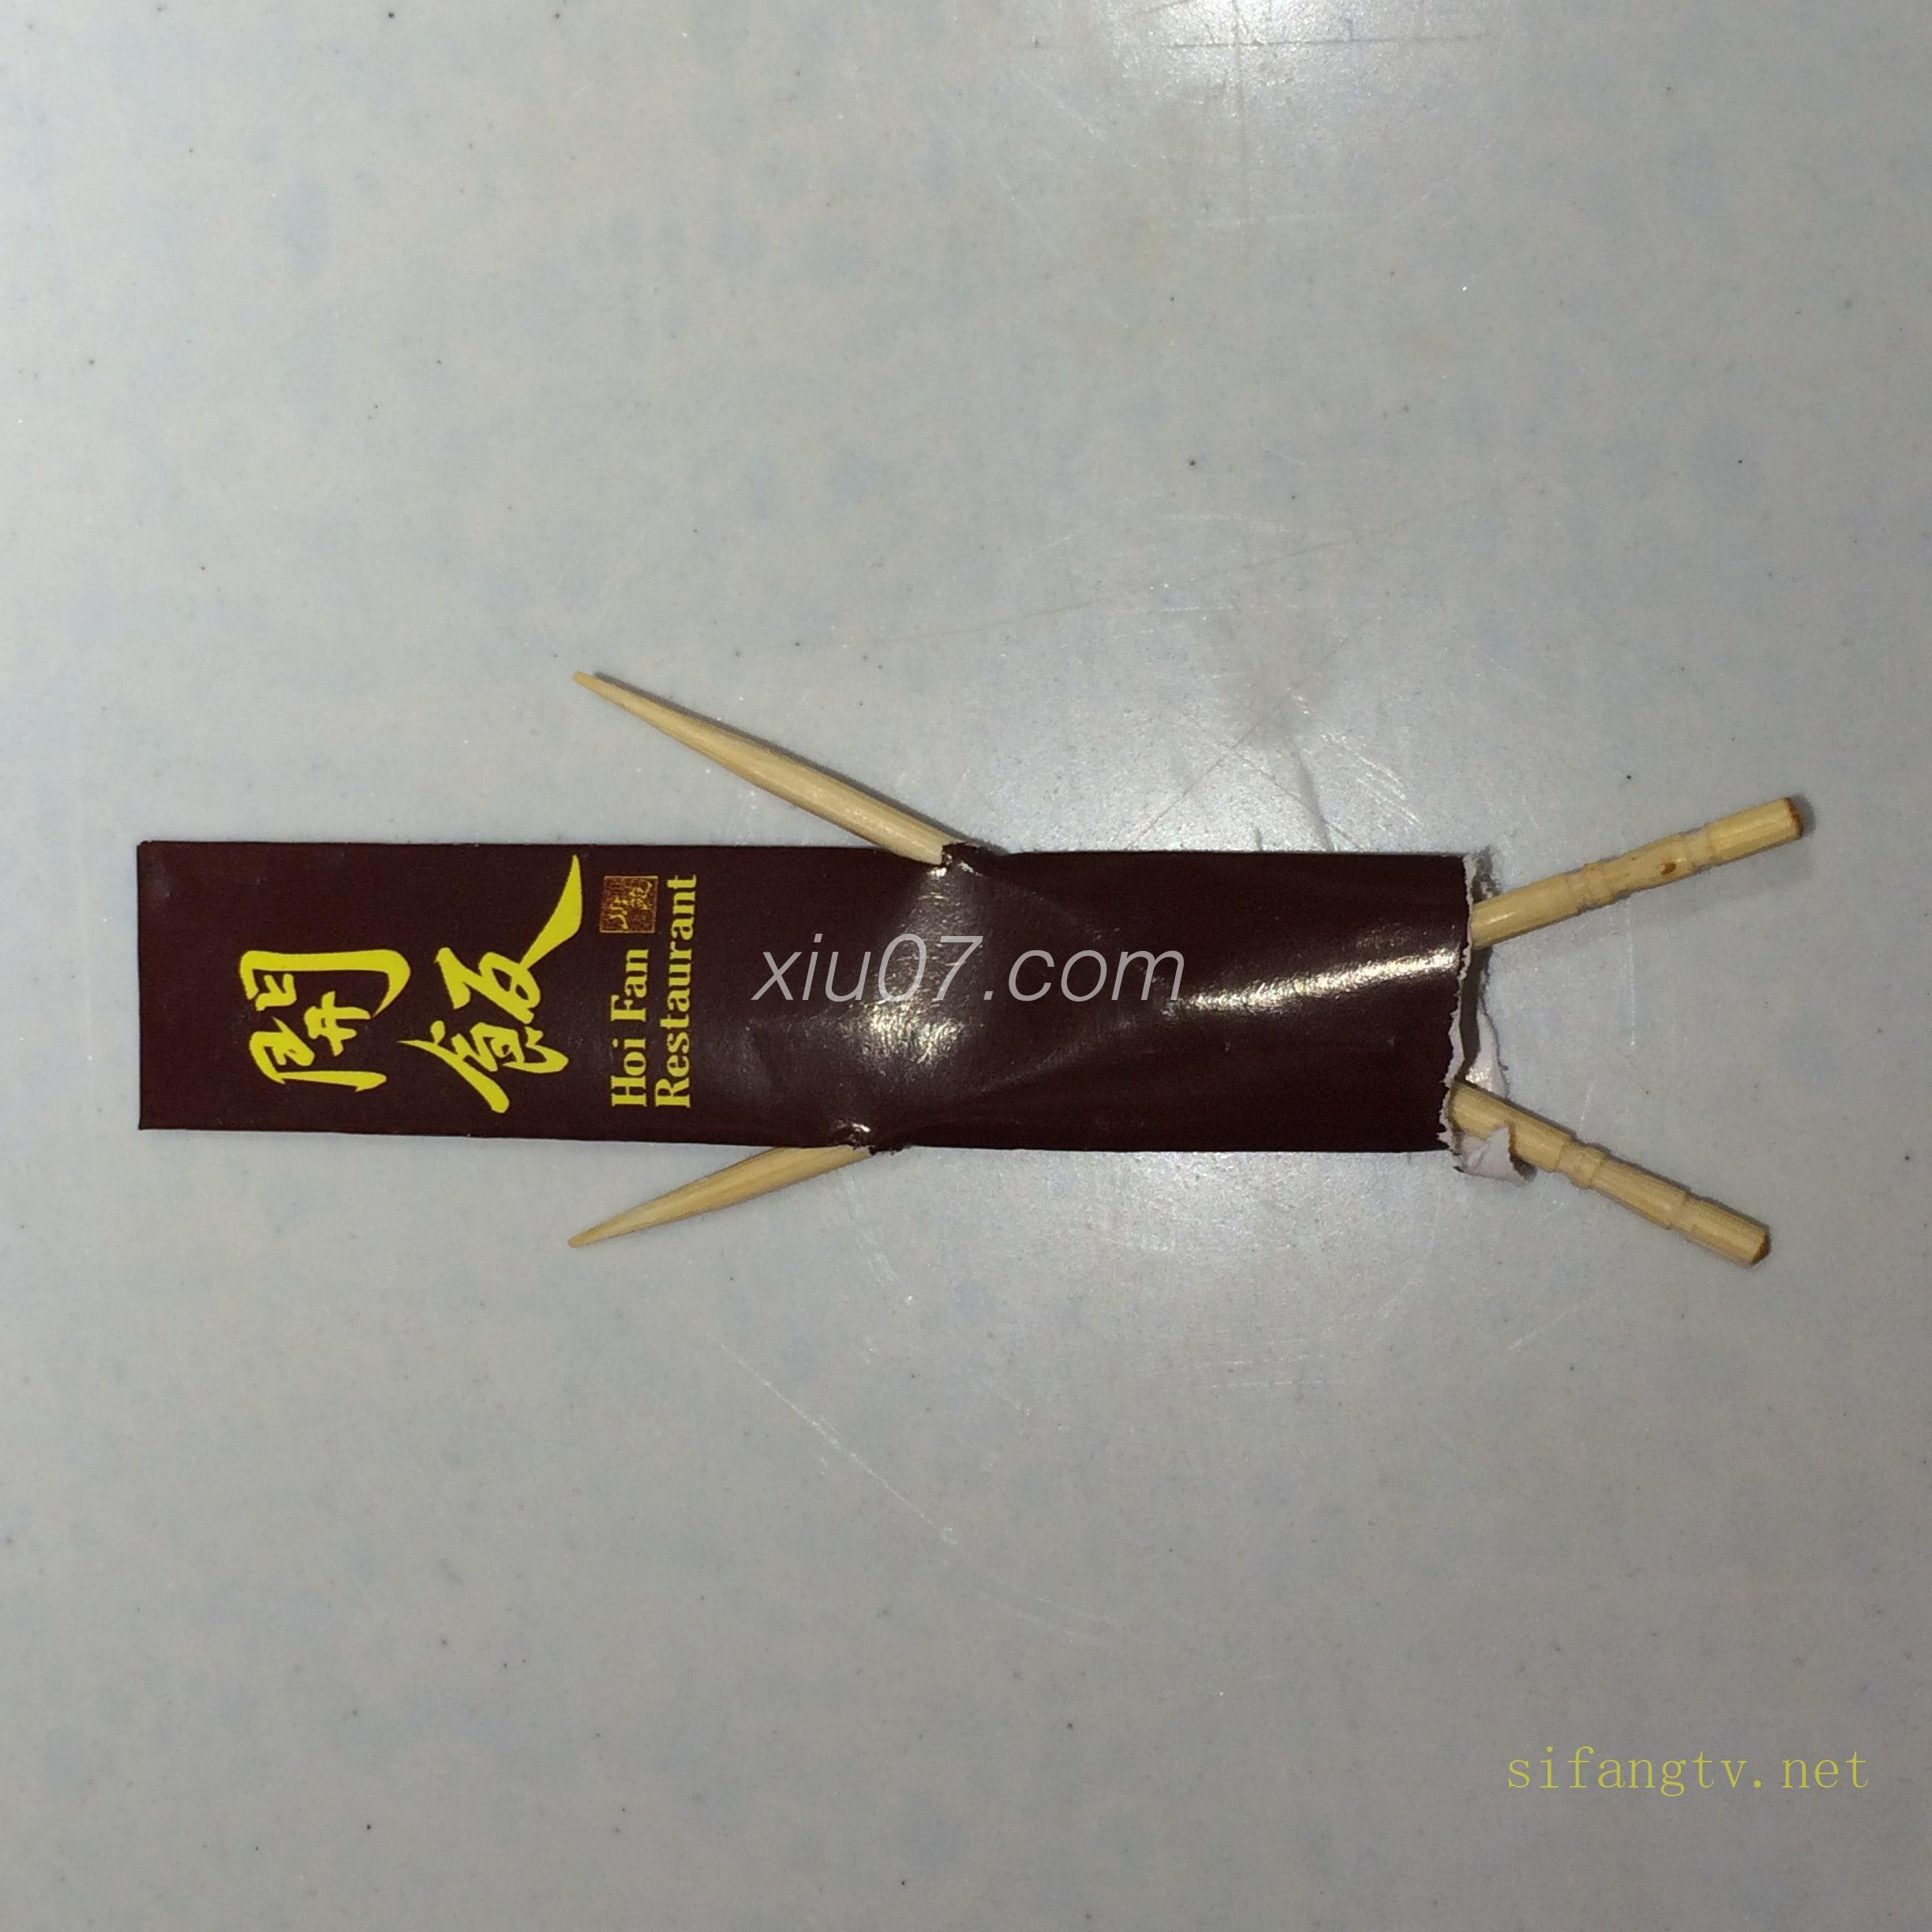 開飯
Hoi Fan
Restaurant
xiu07.com
sifangtv.net